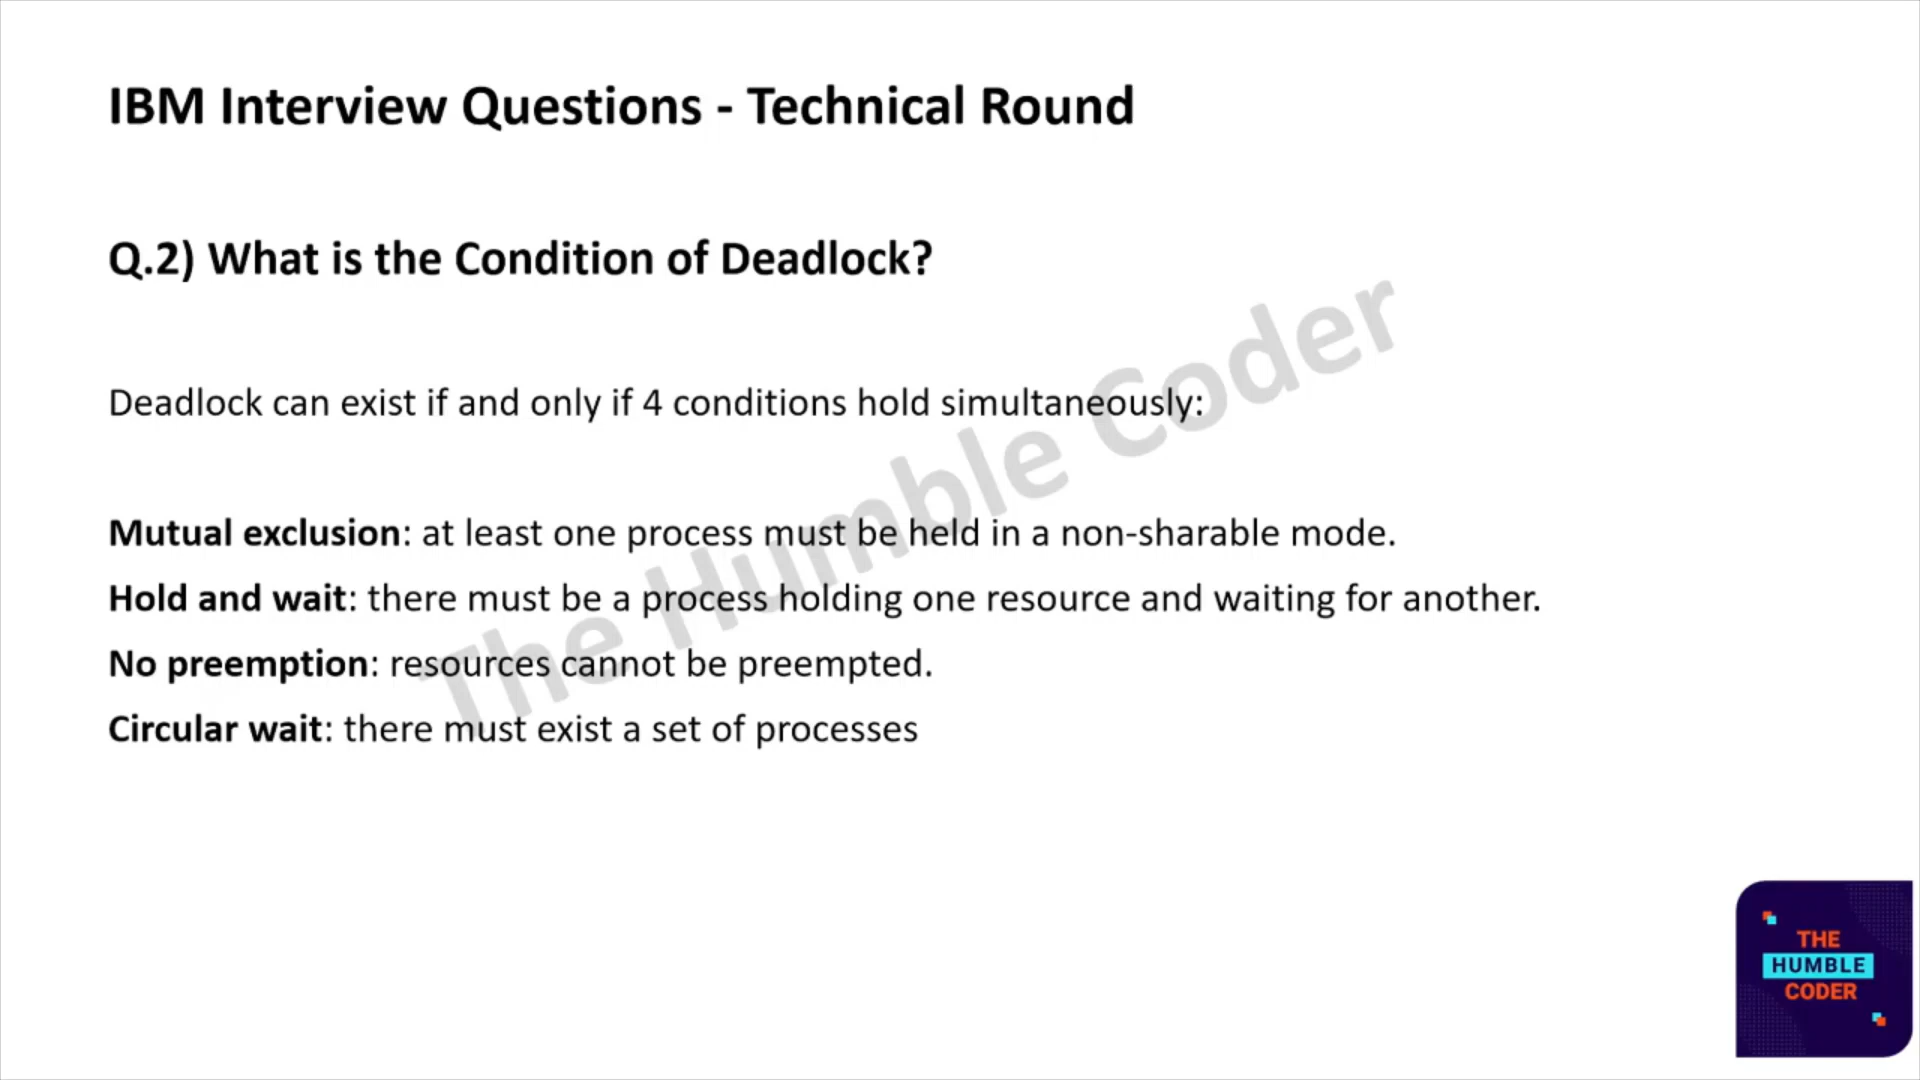 IBM Interview Questions - Technical Round
Q.2) What is the Condition of Deadlock?
Deadlock can exist if and only if 4 conditions hold simultaneously:
Mutual exclusion: at least one process must be held in a non-sharable mode.
Hold and wait: there must be a process holding one resource and waiting for another.
No preemption: resources cannot be preempted.
Circular wait: there must exist a set of processes
The Humble Coder
THE
HUMBLE
CODER